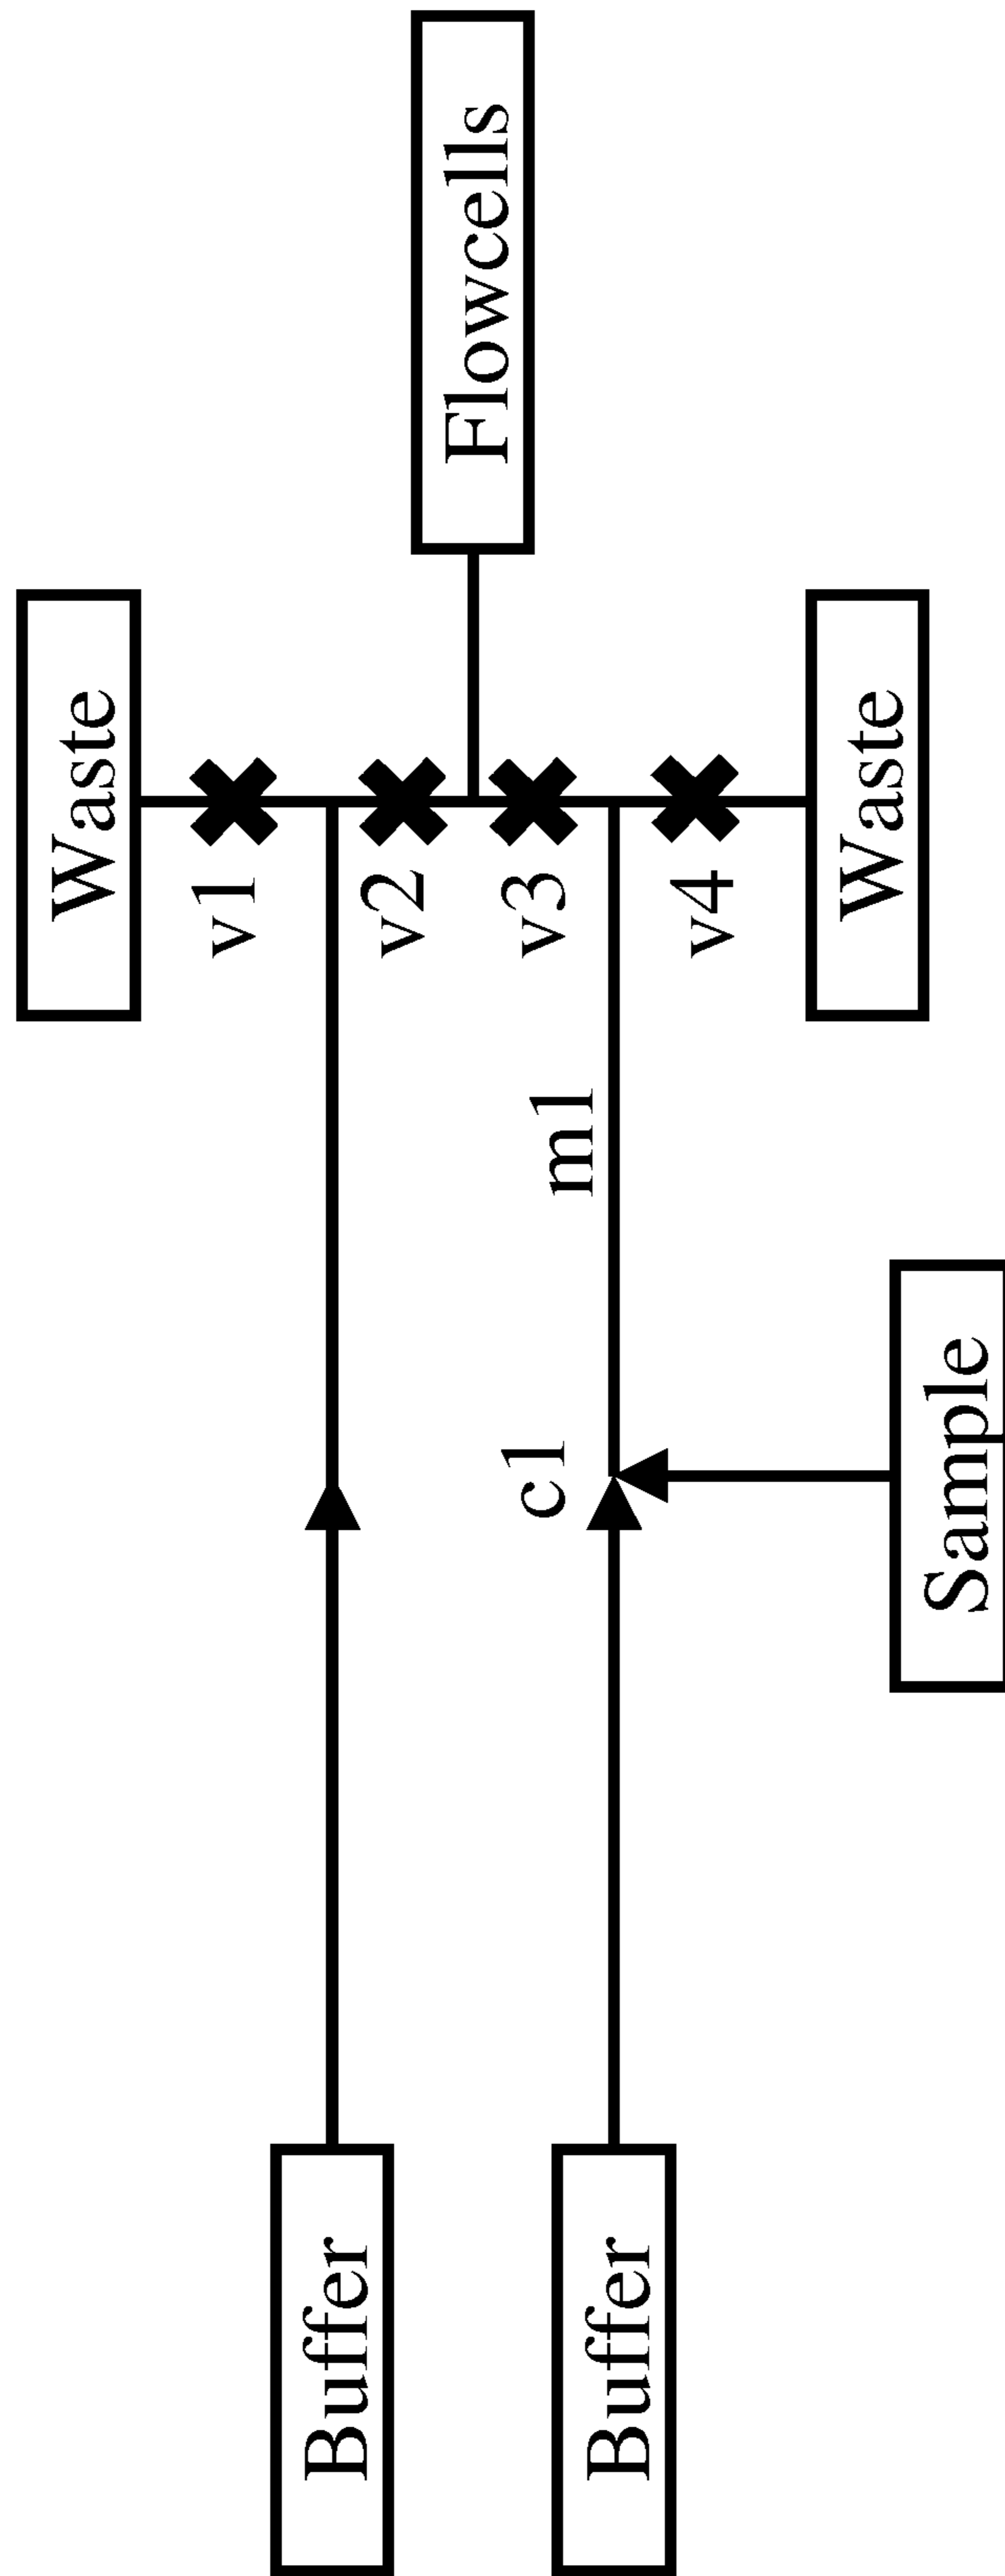 Waste
Flowcells
v1
v2
v3
v4
Waste
m1
c1
Sample
Buffer
Buffer